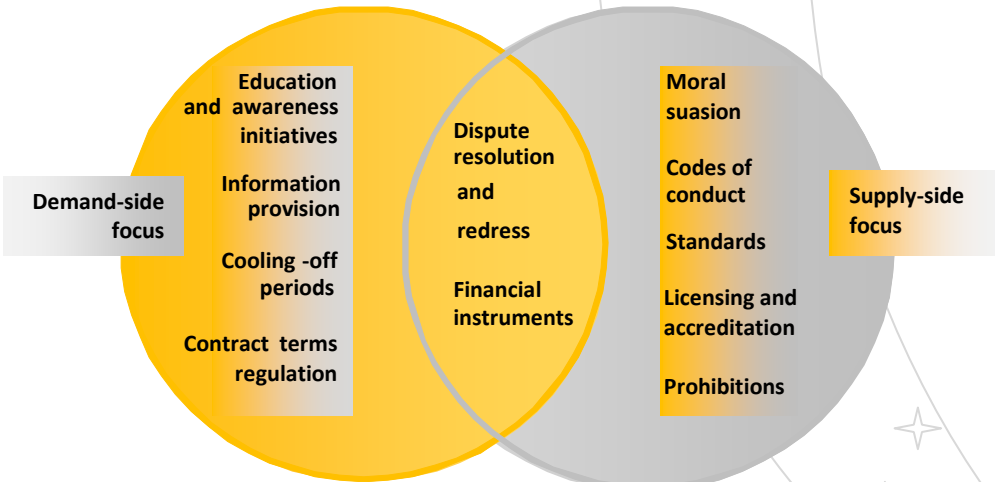 Demand-side
focus
Education
and awareness
initiatives
Information
provision
Cooling -off
periods
Contract terms
regulation
Dispute
resolution
and
redress
Financial
instruments
Moral
suasion
Codes of
conduct
Standards
Licensing and
accreditation
Prohibitions
Supply-side
focus